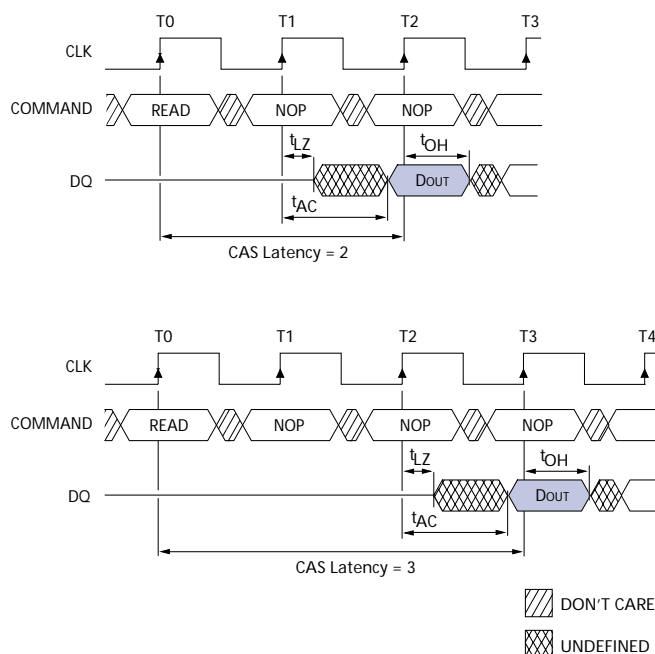 T0 T1 T2 T3
CLK
COMMAND READ NOP NOP
tLZ tOH
DQ DOUT
tAC
CAS Latency = 2
T0 T1 T2 T3 T4
CLK
COMMAND READ NOP NOP NOP
tLZ tOH
DQ DOUT
tAC
CAS Latency = 3
DON'T CARE
UNDEFINED